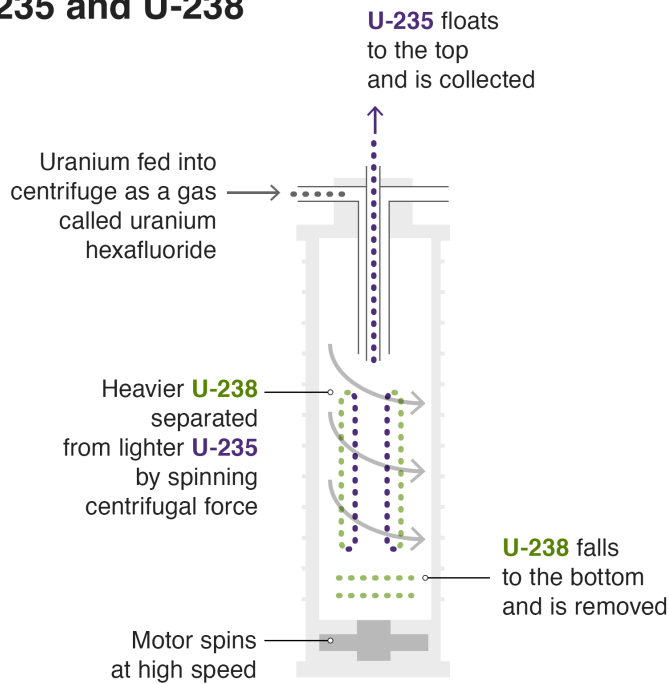 235 and U-238
U-235 floats
to the top
and is collected
Uranium fed into
centrifuge as a gas
called uranium
hexafluoride
Heavier U-238
separated
from lighter U-235
by spinning
centrifugal force
U-238 falls
to the bottom
and is removed
Motor spins
at high speed